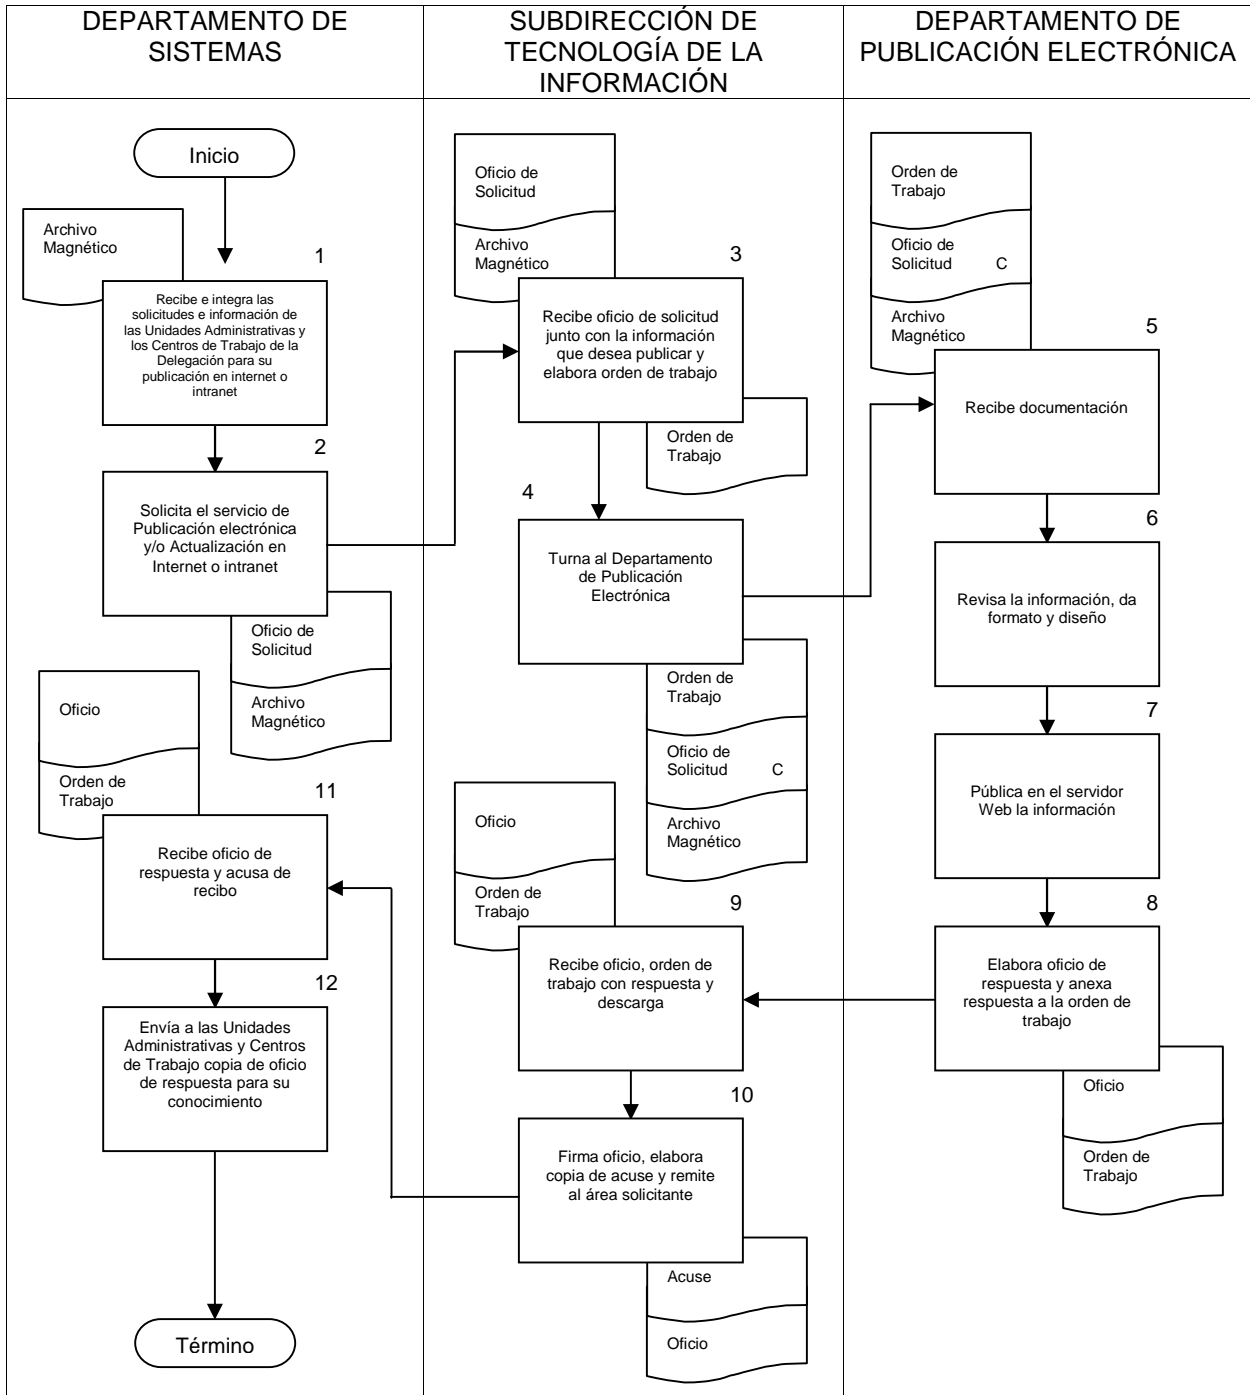 DEPARTAMENTO DE
SISTEMAS
SUBDIRECCIÓN DE
TECNOLOGÍA DE LA
INFORMACIÓN
DEPARTAMENTO DE
PUBLICACIÓN ELECTRÓNICA
Inicio
Archivo
Magnético
1
Recibe e integra las
solicitudes e información de
las Unidades Administrativas y
los Centros de Trabajo de la
Delegación para su
publicación en internet o
intranet
2
Solicita el servicio de
Publicación electrónica
y/o Actualización en
Internet o intranet
Oficio de
Solicitud
Archivo
Magnético
Oficio de
Solicitud
Archivo
Magnético
3
Recibe oficio de solicitud
junto con la información
que desea publicar y
elabora orden de trabajo
Orden de
Trabajo
4
Turna al Departamento
de Publicación
Electrónica
Orden de
Trabajo
Oficio de
Solicitud C
Archivo
Magnético
Orden de
Trabajo
Oficio de
Solicitud C
Archivo
Magnético
5
Recibe documentación
6
Revisa la información, da
formato y diseño
7
Pública en el servidor
Web la información
8
Elabora oficio de
respuesta y anexa
respuesta a la orden de
trabajo
Oficio
Orden de
Trabajo
Oficio
Orden de
Trabajo
9
Recibe oficio, orden de
trabajo con respuesta y
descarga
10
Firma oficio, elabora
copia de acuse y remite
al área solicitante
Acuse
Oficio
Oficio
Orden de
Trabajo
11
Recibe oficio de
respuesta y acusa de
recibo
12
Envía a las Unidades
Administrativas y Centros
de Trabajo copia de oficio
de respuesta para su
conocimiento
Término